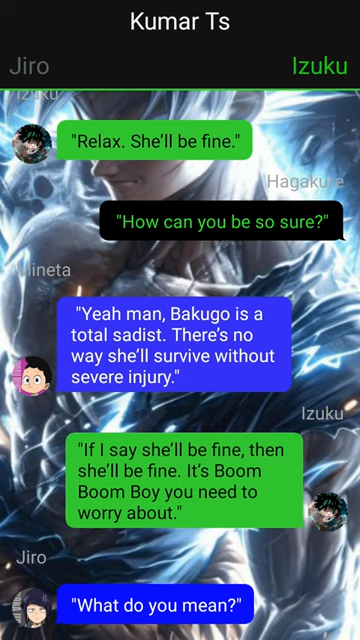 Kumar Ts
Jiro
Izuku
Izuku
"Relax. She'll be fine."
Hagakure
"How can you be so sure?"
Mineta
"Yeah man, Bakugo is a
total sadist. There's no
way she'll survive without
severe injury."
Izuku
"If I say she'll be fine, then
she'll be fine. It's Boom
Boom Boy you need to
worry about."
Jiro
"What do you mean?"